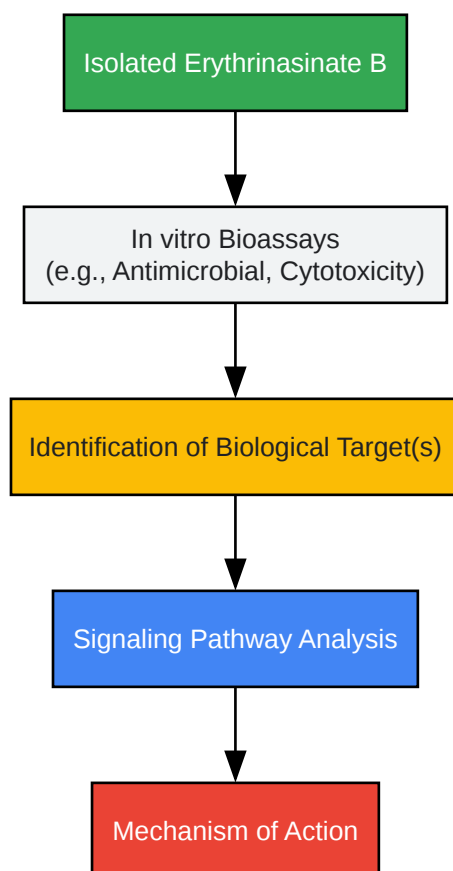 Isolated Erythrinasinate B
In vitro Bioassays
(e.g., Antimicrobial, Cytotoxicity)
Identification of Biological Target(s)
Signaling Pathway Analysis
Mechanism of Action